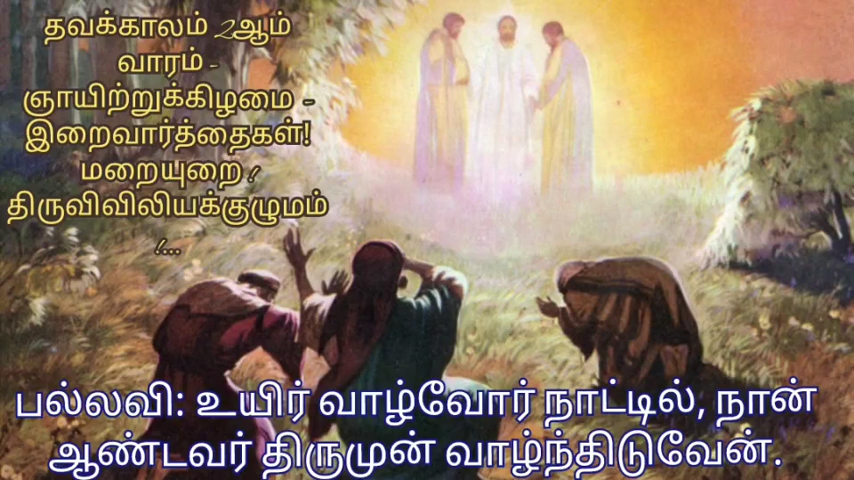 தவக்காலம் 2ஆம்
வாரம் -
ஞாயிற்றுக்கிழமை -
இறைவார்த்தைகள்!
மறையுறை!
திருவிவிலியக்குழுமம்
!...
பல்லவி: உயிர் வாழ்வோர் நாட்டில், நான்
ஆண்டவர் திருமுன் வாழ்ந்திடுவேன்.